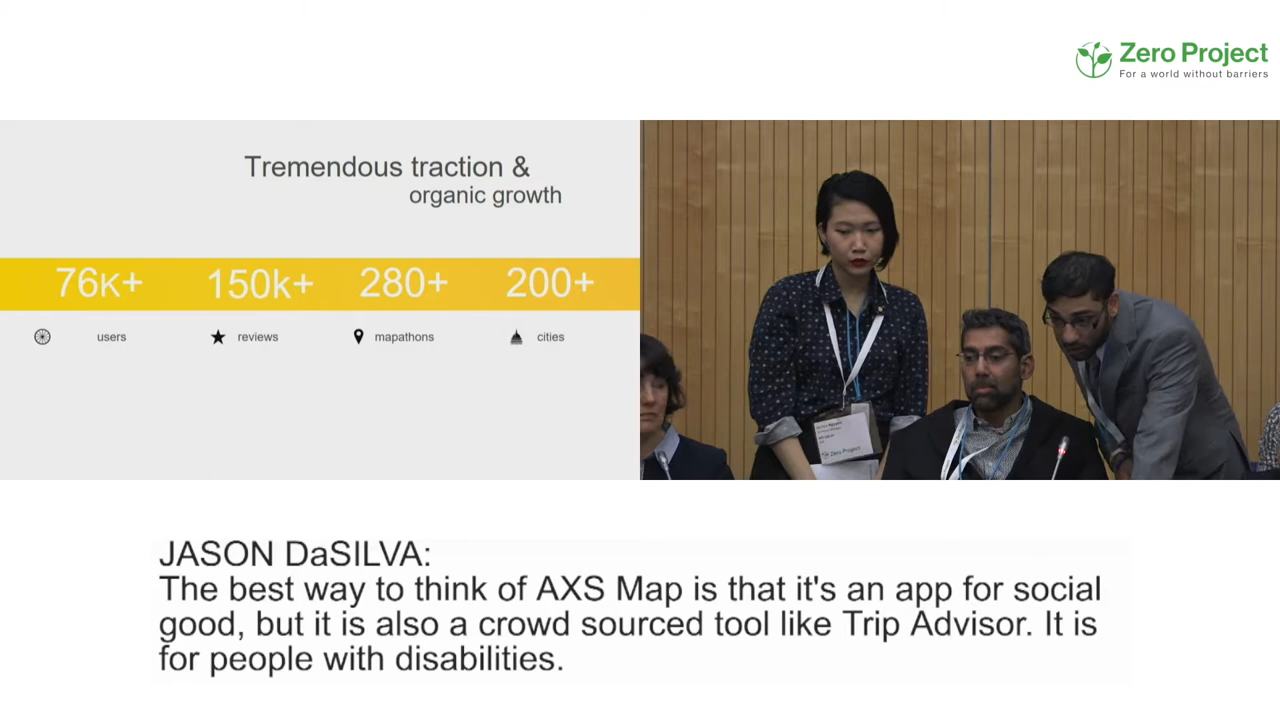 Zero Project
For a world without barriers
Tremendous traction &
organic growth
76K+ 150k+ 280+ 200+
users reviews mapathons cities
Zero Project
JASON DaSILVA:
The best way to think of AXS Map is that it's an app for social
good, but it is also a crowd sourced tool like Trip Advisor. It is
for people with disabilities.